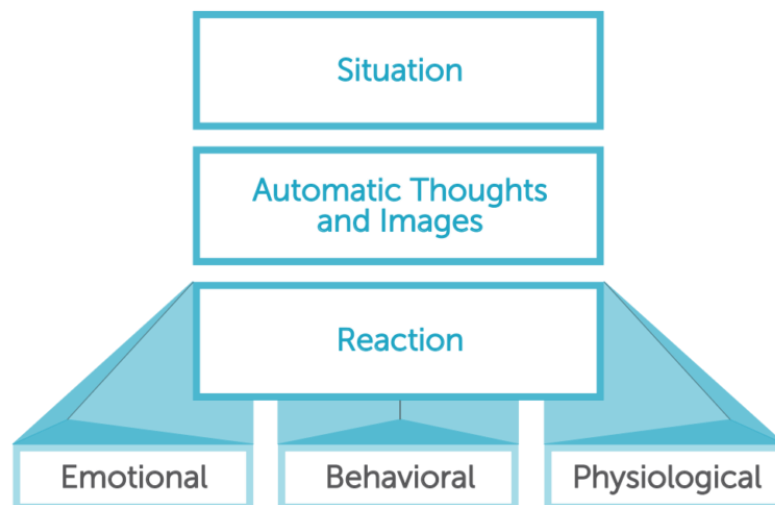 Situation
Automatic Thoughts
and Images
Reaction
Emotional
Behavioral
Physiological